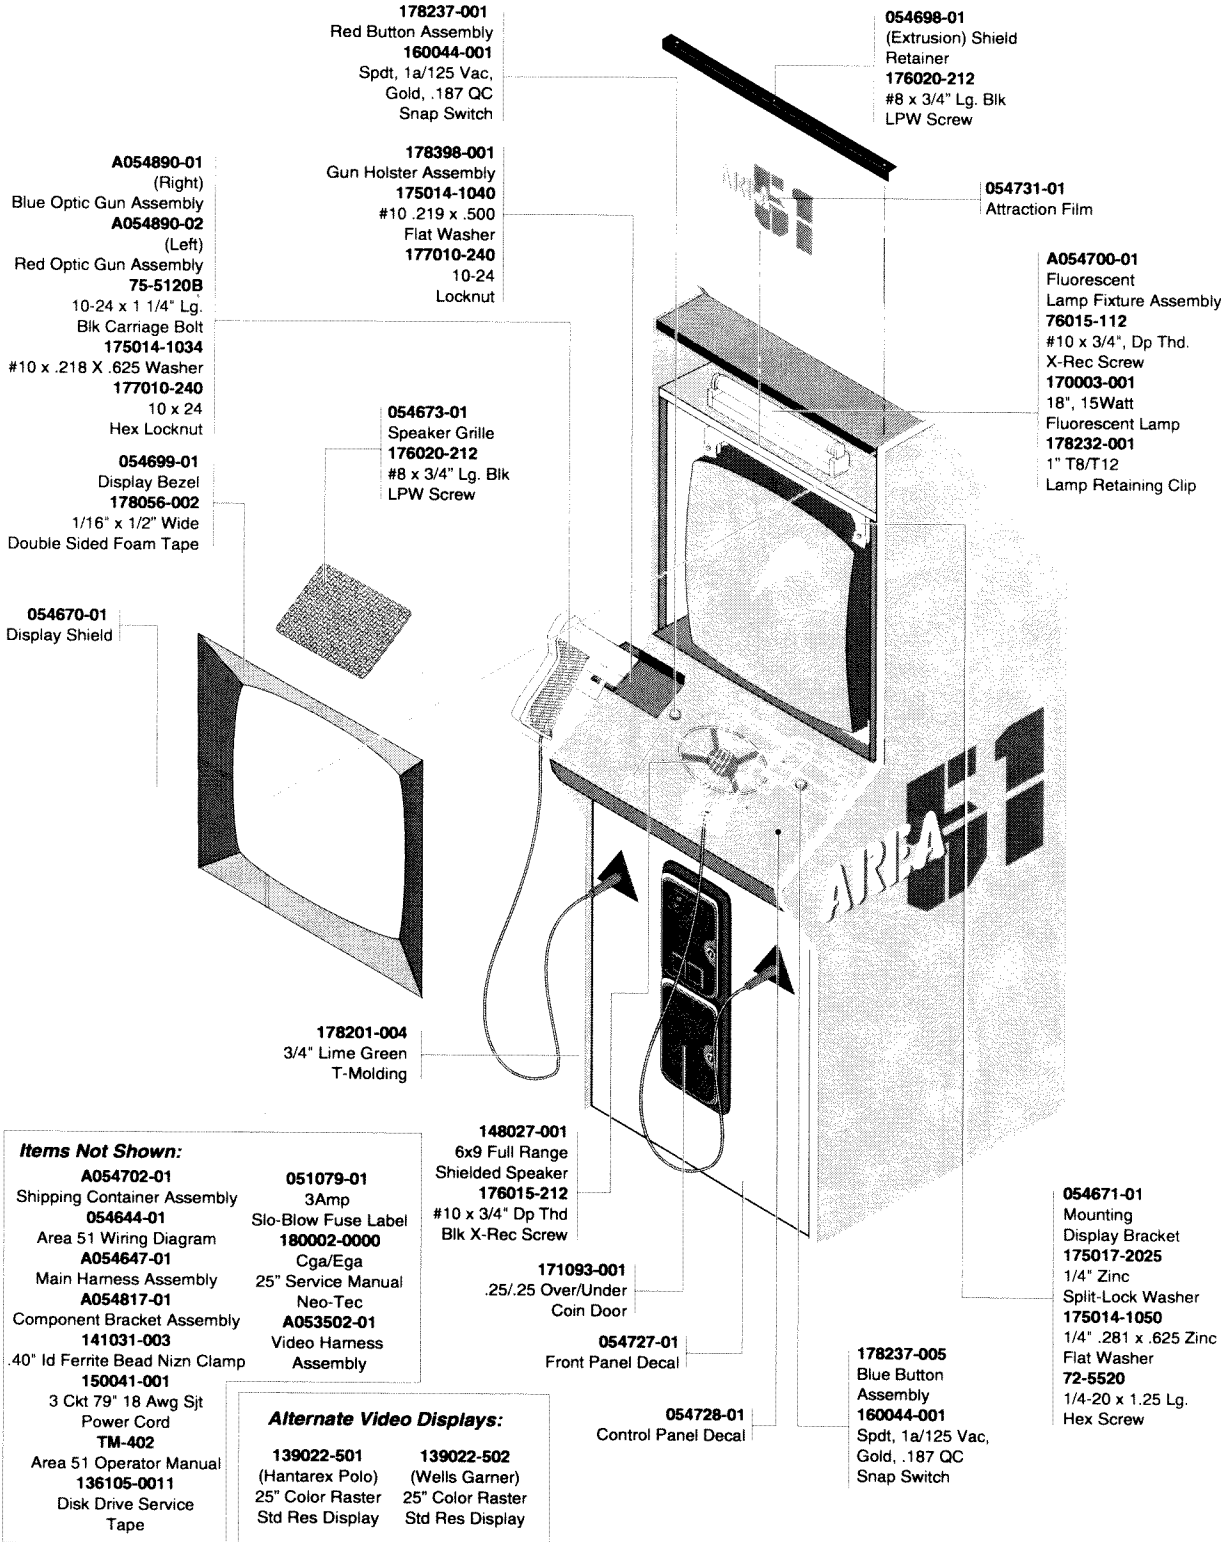 178237-001
Red Button Assembly
160044-001
Spdt, 1a/125 Vac,
Gold, .187 QC
Snap Switch
054698-01
(Extrusion) Shield
Retainer
176020-212
#8 x 3/4" Lg. Blk
LPW Screw
A054890-01
(Right)
Blue Optic Gun Assembly
A054890-02
(Left)
Red Optic Gun Assembly
75-5120B
10-24 x 1 1/4" Lg.
Blk Carriage Bolt
175014-1034
#10 x .218 X .625 Washer
177010-240
10 x 24
Hex Locknut
178398-001
Gun Holster Assembly
175014-1040
#10 .219 x .500
Flat Washer
177010-240
10-24
Locknut
AREA
51
054731-01
Attraction Film
A054700-01
Fluorescent
Lamp Fixture Assembly
76015-112
#10 x 3/4", Dp Thd.
X-Rec Screw
170003-001
18", 15Watt
Fluorescent Lamp
178232-001
1" T8/T12
Lamp Retaining Clip
054673-01
Speaker Grille
176020-212
#8 x 3/4" Lg. Blk
LPW Screw
054699-01
Display Bezel
178056-002
1/16" x 1/2" Wide
Double Sided Foam Tape
054670-01
Display Shield
AREA
51
178201-004
3/4" Lime Green
T-Molding
148027-001
6x9 Full Range
Shielded Speaker
176015-212
#10 x 3/4" Dp Thd
Blk X-Rec Screw
171093-001
.25/.25 Over/Under
Coin Door
054727-01
Front Panel Decal
054728-01
Control Panel Decal
178237-005
Blue Button
Assembly
160044-001
Spdt, 1a/125 Vac,
Gold, .187 QC
Snap Switch
054671-01
Mounting
Display Bracket
175017-2025
1/4" Zinc
Split-Lock Washer
175014-1050
1/4" .281 x .625 Zinc
Flat Washer
72-5520
1/4-20 x 1.25 Lg.
Hex Screw
Items Not Shown:
A054702-01
Shipping Container Assembly
054644-01
Area 51 Wiring Diagram
A054647-01
Main Harness Assembly
A054817-01
Component Bracket Assembly
141031-003
.40" Id Ferrite Bead Nizn Clamp
150041-001
3 Ckt 79" 18 Awg Sjt
Power Cord
TM-402
Area 51 Operator Manual
136105-0011
Disk Drive Service
Tape
051079-01
3Amp
Slo-Blow Fuse Label
180002-0000
Cga/Ega
25" Service Manual
Neo-Tec
A053502-01
Video Harness
Assembly
Alternate Video Displays:
139022-501
(Hantarex Polo)
25" Color Raster
Std Res Display
139022-502
(Wells Garner)
25" Color Raster
Std Res Display